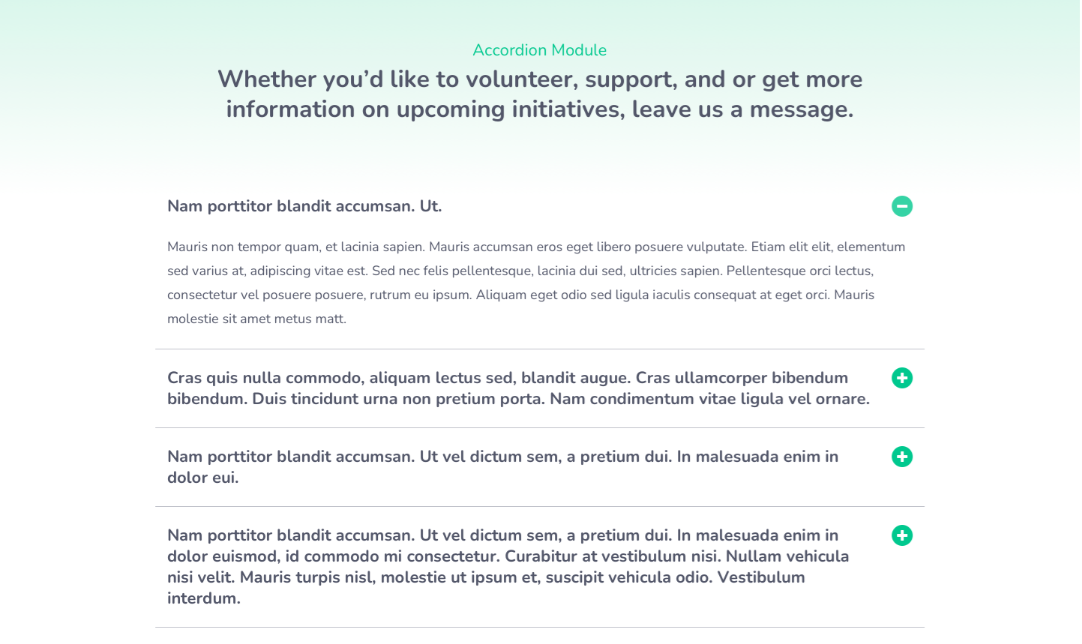 Accordion Module
Whether you’d like to volunteer, support, and or get more
information on upcoming initiatives, leave us a message.
Nam porttitor blandit accumsan. Ut.
Mauris non tempor quam, et lacinia sapien. Mauris accumsan eros eget libero posuere vulputate. Etiam elit elit, elementum
sed varius at, adipiscing vitae est. Sed nec felis pellentesque, lacinia dui sed, ultricies sapien. Pellentesque orci lectus,
consectetur vel posuere posuere, rutrum eu ipsum. Aliquam eget odio sed ligula iaculis consequat at eget orci. Mauris
molestie sit amet metus matt.
Cras quis nulla commodo, aliquam lectus sed, blandit augue. Cras ullamcorper bibendum
bibendum. Duis tincidunt urna non pretium porta. Nam condimentum vitae ligula vel ornare.
Nam porttitor blandit accumsan. Ut vel dictum sem, a pretium dui. In malesuada enim in
dolor eui.
Nam porttitor blandit accumsan. Ut vel dictum sem, a pretium dui. In malesuada enim in
dolor euismod, id commodo mi consectetur. Curabitur at vestibulum nisi. Nullam vehicula
nisi velit. Mauris turpis nisl, molestie ut ipsum et, suscipit vehicula odio. Vestibulum
interdum.